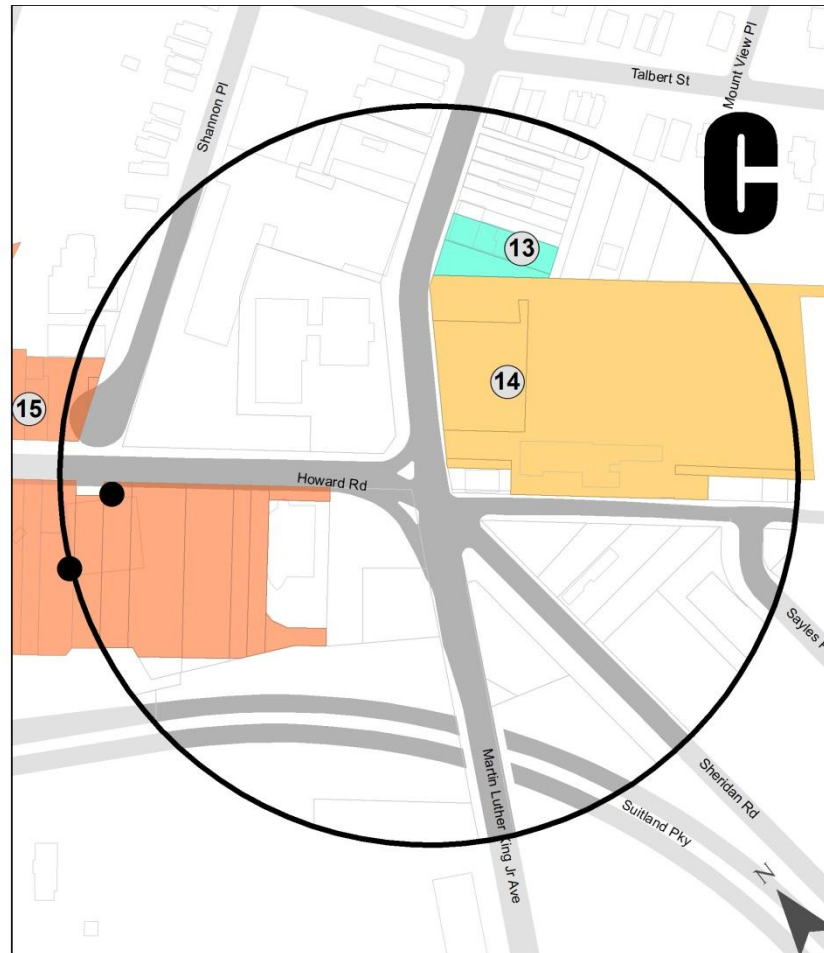 Talbert St
Mount View Pl
Shannon Pl
C
13
14
15
Howard Rd
Sayles P
Martin Luther King Jr Ave
Sheridan Rd
Suitland Pky
N